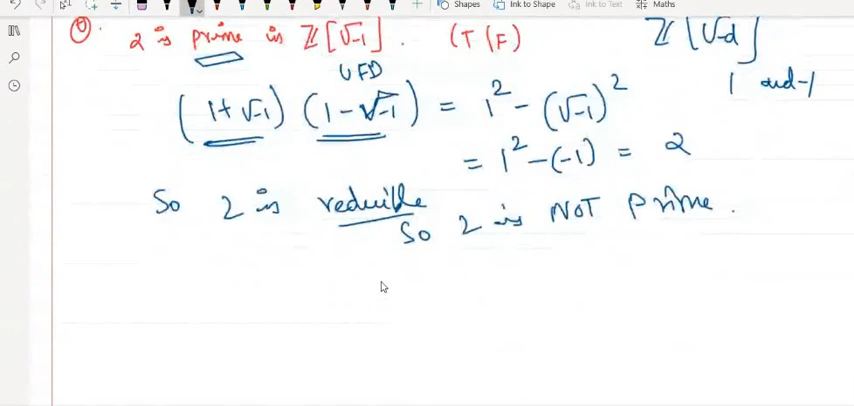 Shapes Ink to Shape Ink to Text Maths
Q. 2 is prime in Z[√-1]. (T/F) Z[√-d]
UFD 1 and -1
(1+√-1) (1-√-1) = 1² - (√-1)²
= 1² - (-1) = 2
So 2 is reducible
So 2 is NOT prime.